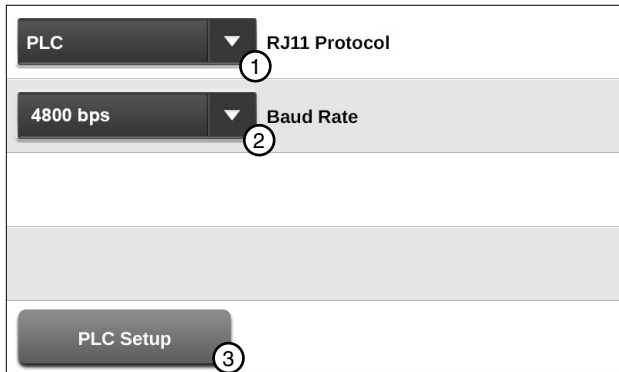 PLC RJ11 Protocol
1
4800 bps Baud Rate
2
PLC Setup
3